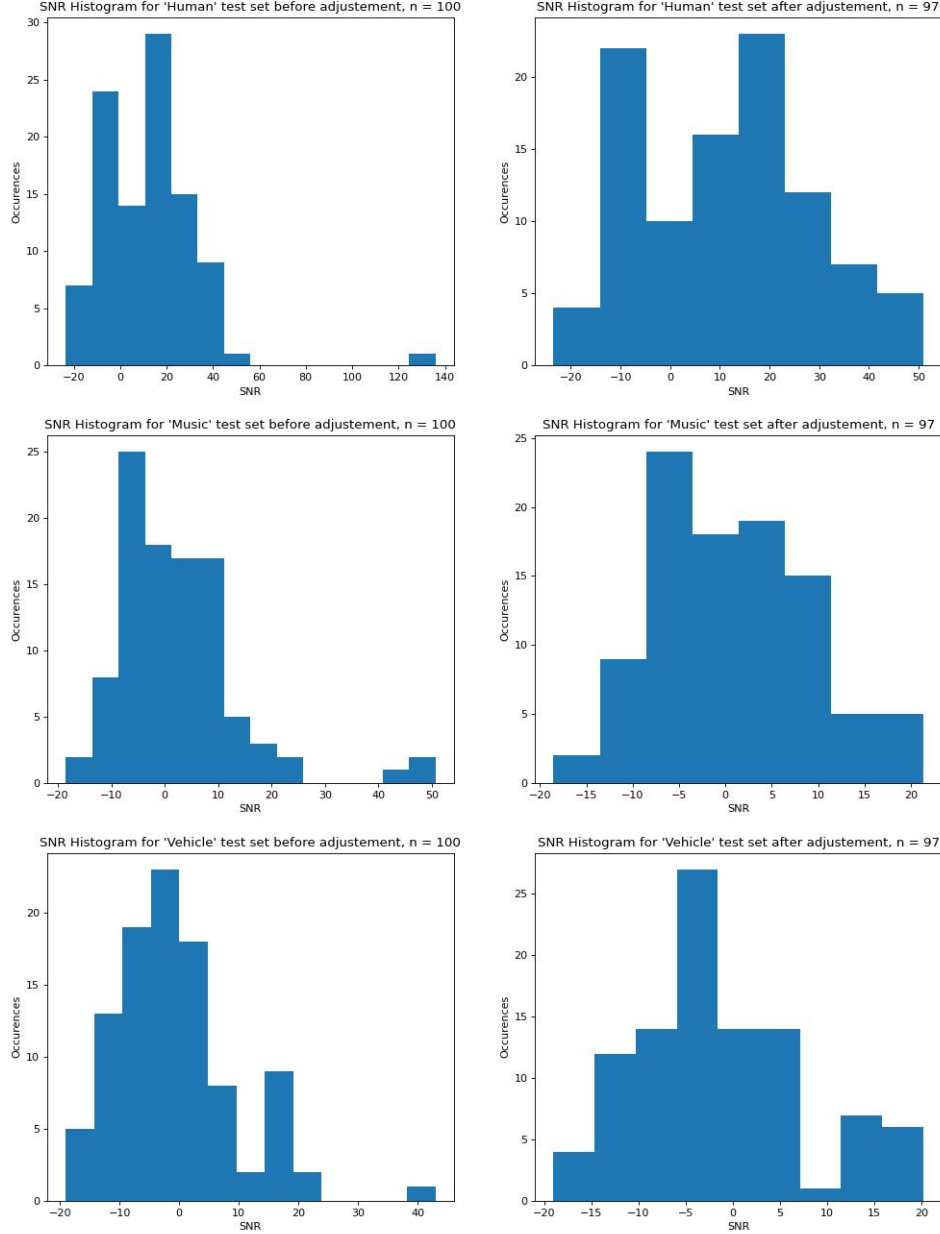 SNR Histogram for 'Human' test set before adjustement, n = 100
30
25
20
15
10
5
0
Occurences
−20 0 20 40 60 80 100 120 140
SNR
SNR Histogram for 'Human' test set after adjustement, n = 97
20
15
10
5
0
Occurences
−20 −10 0 10 20 30 40 50
SNR
SNR Histogram for 'Music' test set before adjustement, n = 100
25
20
15
10
5
0
Occurences
−20 −10 0 10 20 30 40 50
SNR
SNR Histogram for 'Music' test set after adjustement, n = 97
25
20
15
10
5
0
Occurences
−20 −15 −10 −5 0 5 10 15 20
SNR
SNR Histogram for 'Vehicle' test set before adjustement, n = 100
20
15
10
5
0
Occurences
−20 −10 0 10 20 30 40
SNR
SNR Histogram for 'Vehicle' test set after adjustement, n = 97
25
20
15
10
5
0
Occurences
−20 −15 −10 −5 0 5 10 15 20
SNR